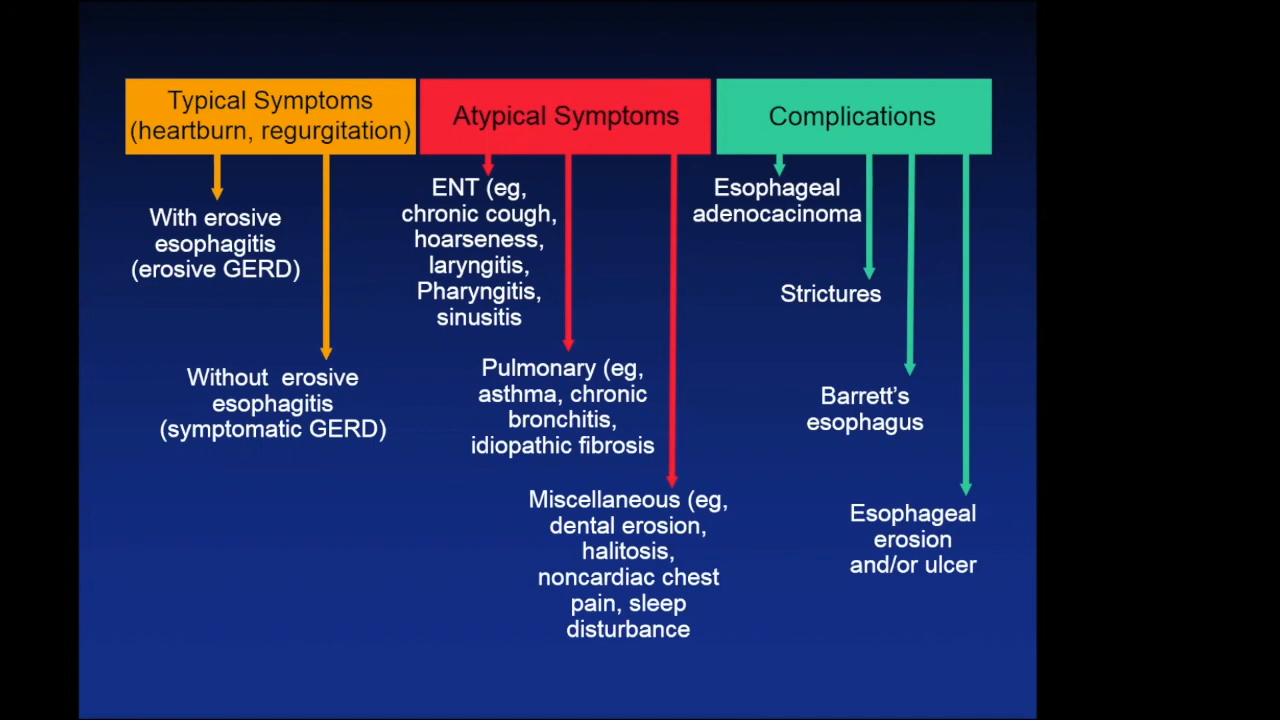 Typical Symptoms
(heartburn, regurgitation)
Atypical Symptoms
Complications
With erosive
esophagitis
(erosive GERD)
Without erosive
esophagitis
(symptomatic GERD)
ENT (eg,
chronic cough,
hoarseness,
laryngitis,
Pharyngitis,
sinusitis
Pulmonary (eg,
asthma, chronic
bronchitis,
idiopathic fibrosis
Miscellaneous (eg,
dental erosion,
halitosis,
noncardiac chest
pain, sleep
disturbance
Esophageal
adenocacinoma
Strictures
Barrett’s
esophagus
Esophageal
erosion
and/or ulcer